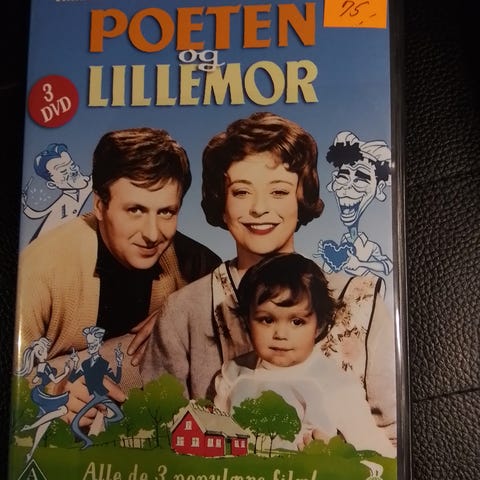 75,-
POETEN
og
LILLEMOR
3
DVD
Alle de 3 populære film!
A